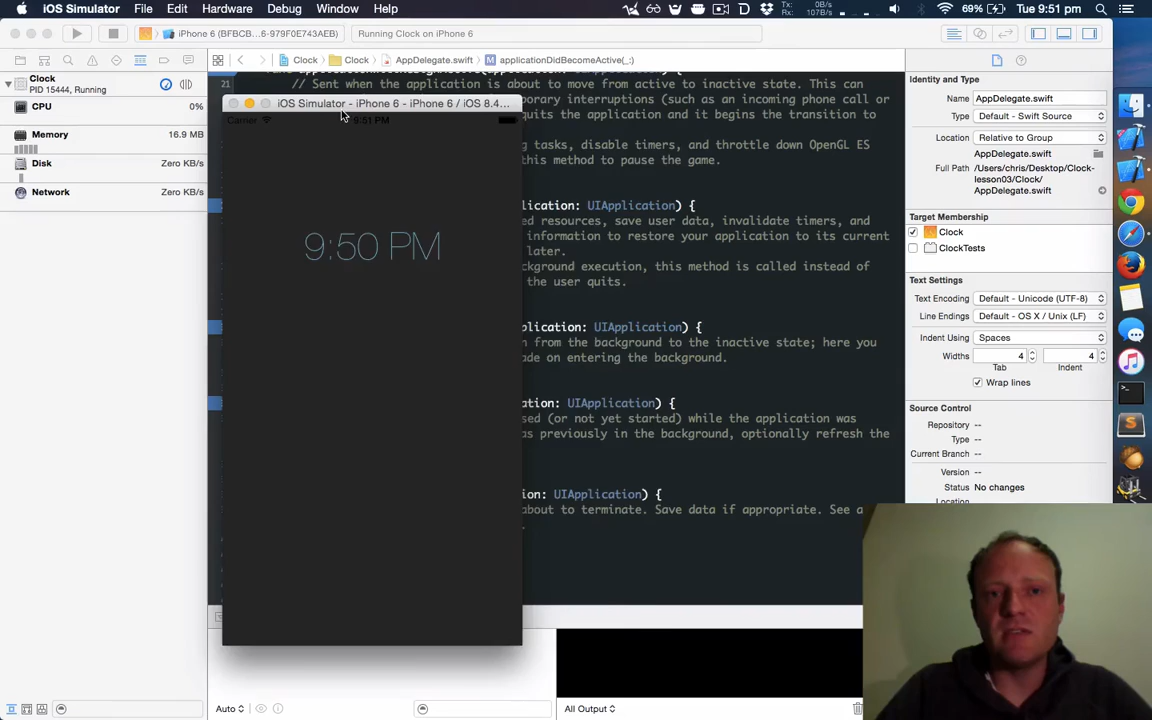 iOS Simulator File Edit Hardware Debug Window Help
Tx: 0B/s
Rx: 107B/s
69% Tue 9:51 pm
iPhone 6 (BFBCB...6-979F0E743AEB)
Running Clock on iPhone 6
Clock
PID 15444, Running
CPU 0%
Memory 16.9 MB
Disk Zero KB/s
Network Zero KB/s
Clock Clock AppDelegate.swift applicationDidBecomeActive(_:)
21
// Sent when the application is about to move from active to inactive state. This can
porary interruptions (such as an incoming phone call or
quits the application and it begins the transition to
g tasks, disable timers, and throttle down OpenGL ES
this method to pause the game.
lication: UIApplication) {
ed resources, save user data, invalidate timers, and
information to restore your application to its current
later.
ckground execution, this method is called instead of
the user quits.
plication: UIApplication) {
n from the background to the inactive state; here you
ade on entering the background.
ation: UIApplication) {
sed (or not yet started) while the application was
as previously in the background, optionally refresh the
ion: UIApplication) {
about to terminate. Save data if appropriate. See a
iOS Simulator - iPhone 6 - iPhone 6 / iOS 8.4...
Carrier 9:51 PM
9:50 PM
Auto
All Output
Identity and Type
Name AppDelegate.swift
Type Default - Swift Source
Location Relative to Group
AppDelegate.swift
Full Path /Users/chris/Desktop/Clock-
lesson03/Clock/
AppDelegate.swift
Target Membership
Clock
ClockTests
Text Settings
Text Encoding Default - Unicode (UTF-8)
Line Endings Default - OS X / Unix (LF)
Indent Using Spaces
Widths 4 4
Tab Indent
Wrap lines
Source Control
Repository --
Type --
Current Branch --
Version --
Status No changes